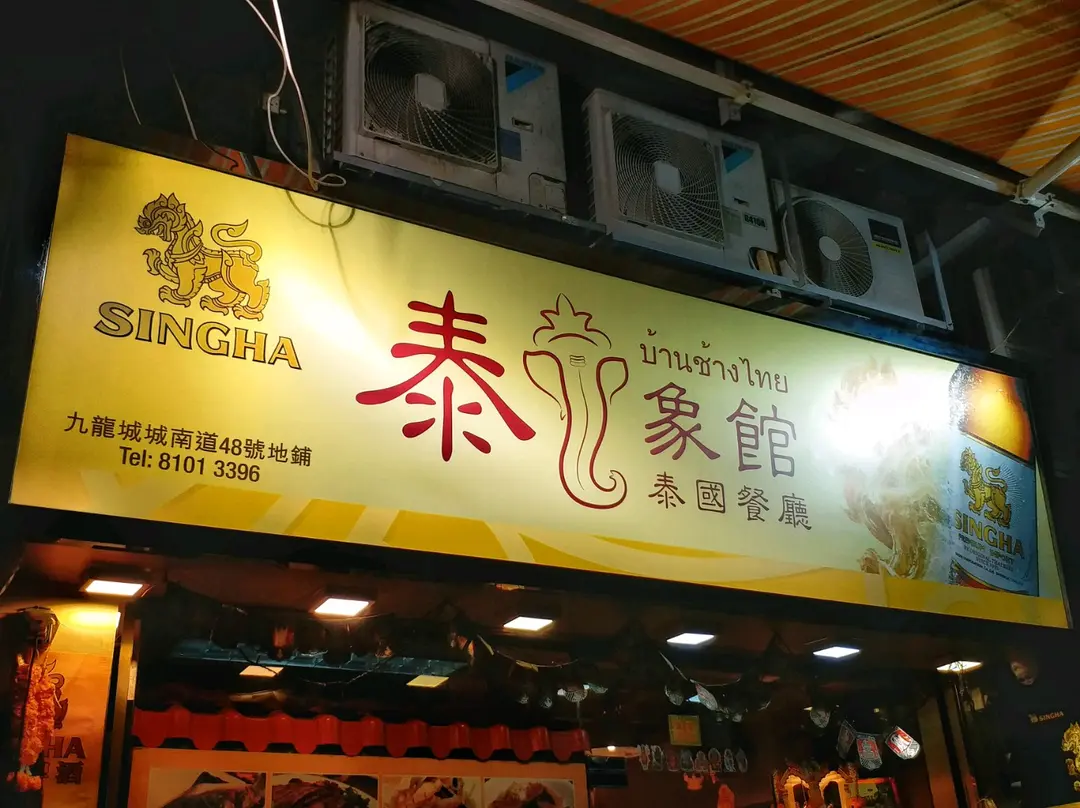 SINGHA
九龍城城南道48號地鋪
Tel: 8101 3396
泰
บ้านช้างไทย
象館
泰國餐廳
SINGHA
R410A
SINGHA